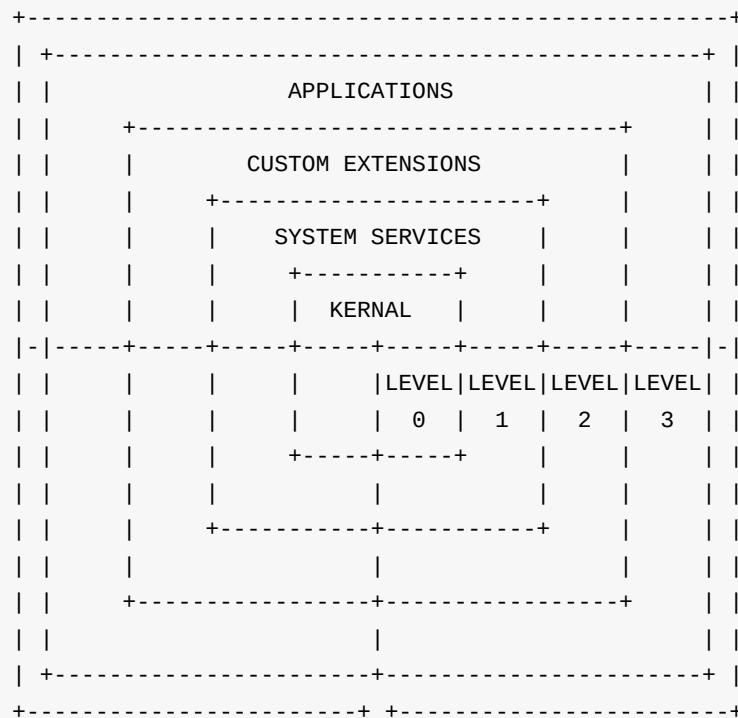 APPLICATIONS
CUSTOM EXTENSIONS
SYSTEM SERVICES
KERNAL
LEVEL LEVEL LEVEL LEVEL
0 1 2 3